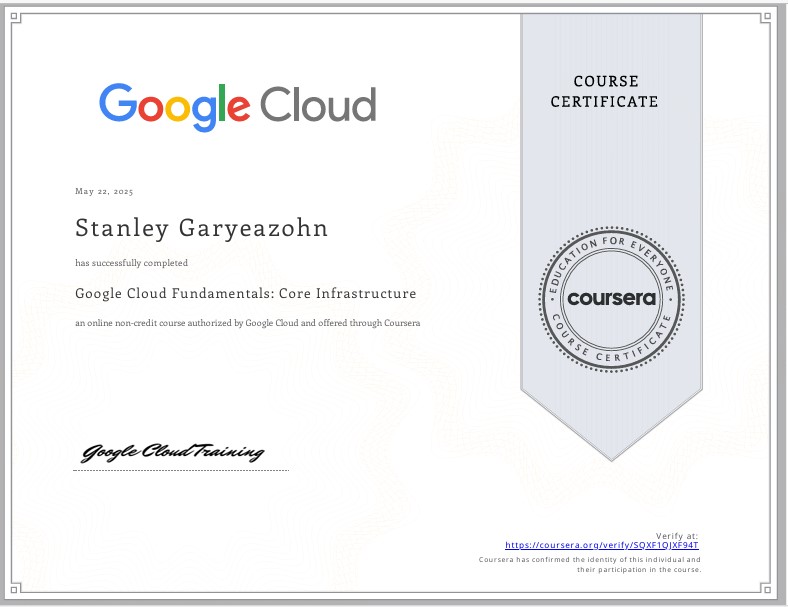 COURSE
CERTIFICATE
Google Cloud
May 22, 2025
Stanley Garyeazohn
has successfully completed
Google Cloud Fundamentals: Core Infrastructure
an online non-credit course authorized by Google Cloud and offered through Coursera
EDUCATION FOR EVERYONE
coursera
COURSE CERTIFICATE
Google Cloud Training
Verify at:
https://coursera.org/verify/SQXF1QJXF94T
Coursera has confirmed the identity of this individual and
their participation in the course.